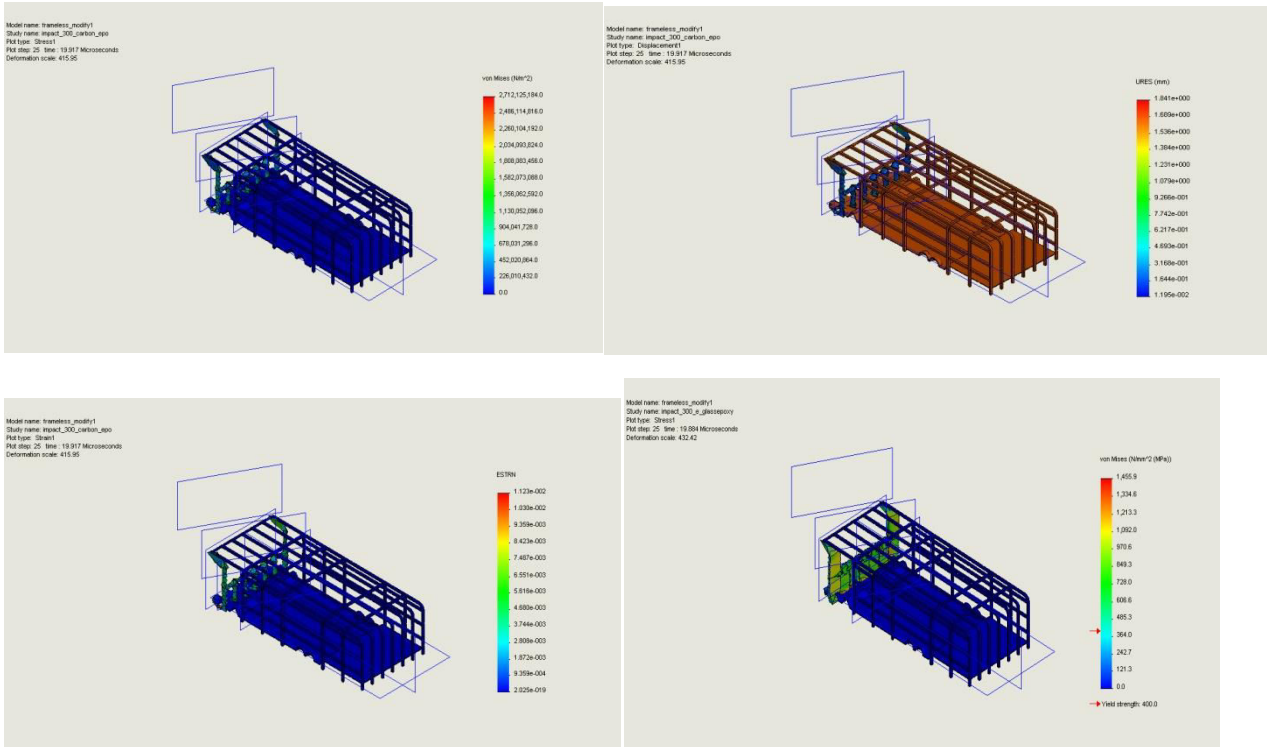 Model name: frameless_modify1
Study name: impact_300_carbon_epo
Plot type: Stress1
Plot step: 25 time : 19.917 Microseconds
Deformation scale: 415.95
von Mises (N/m^2)
2,712,125,184.0
2,486,114,816.0
2,260,104,192.0
2,034,093,824.0
1,808,083,456.0
1,582,073,088.0
1,356,062,592.0
1,130,052,096.0
904,041,728.0
678,031,296.0
452,020,864.0
226,010,432.0
0.0
Model name: frameless_modify1
Study name: impact_300_carbon_epo
Plot type: Displacement1
Plot step: 25 time : 19.917 Microseconds
Deformation scale: 415.95
URES (mm)
1.841e+000
1.689e+000
1.536e+000
1.384e+000
1.231e+000
1.079e+000
9.266e-001
7.742e-001
6.217e-001
4.693e-001
3.168e-001
1.644e-001
1.195e-002
Model name: frameless_modify1
Study name: impact_300_carbon_epo
Plot type: Strain1
Plot step: 25 time : 19.917 Microseconds
Deformation scale: 415.95
ESTRN
1.123e-002
1.030e-002
9.359e-003
8.423e-003
7.487e-003
6.551e-003
5.616e-003
4.680e-003
3.744e-003
2.808e-003
1.872e-003
9.359e-004
2.025e-019
Model name: frameless_modify1
Study name: impact_300_e_glassepoxy
Plot type: Stress1
Plot step: 25 time : 19.884 Microseconds
Deformation scale: 432.42
von Mises (N/mm^2 (MPa))
1,455.9
1,334.6
1,213.3
1,092.0
970.6
849.3
728.0
606.6
485.3
364.0
242.7
121.3
0.0
Yield strength: 400.0